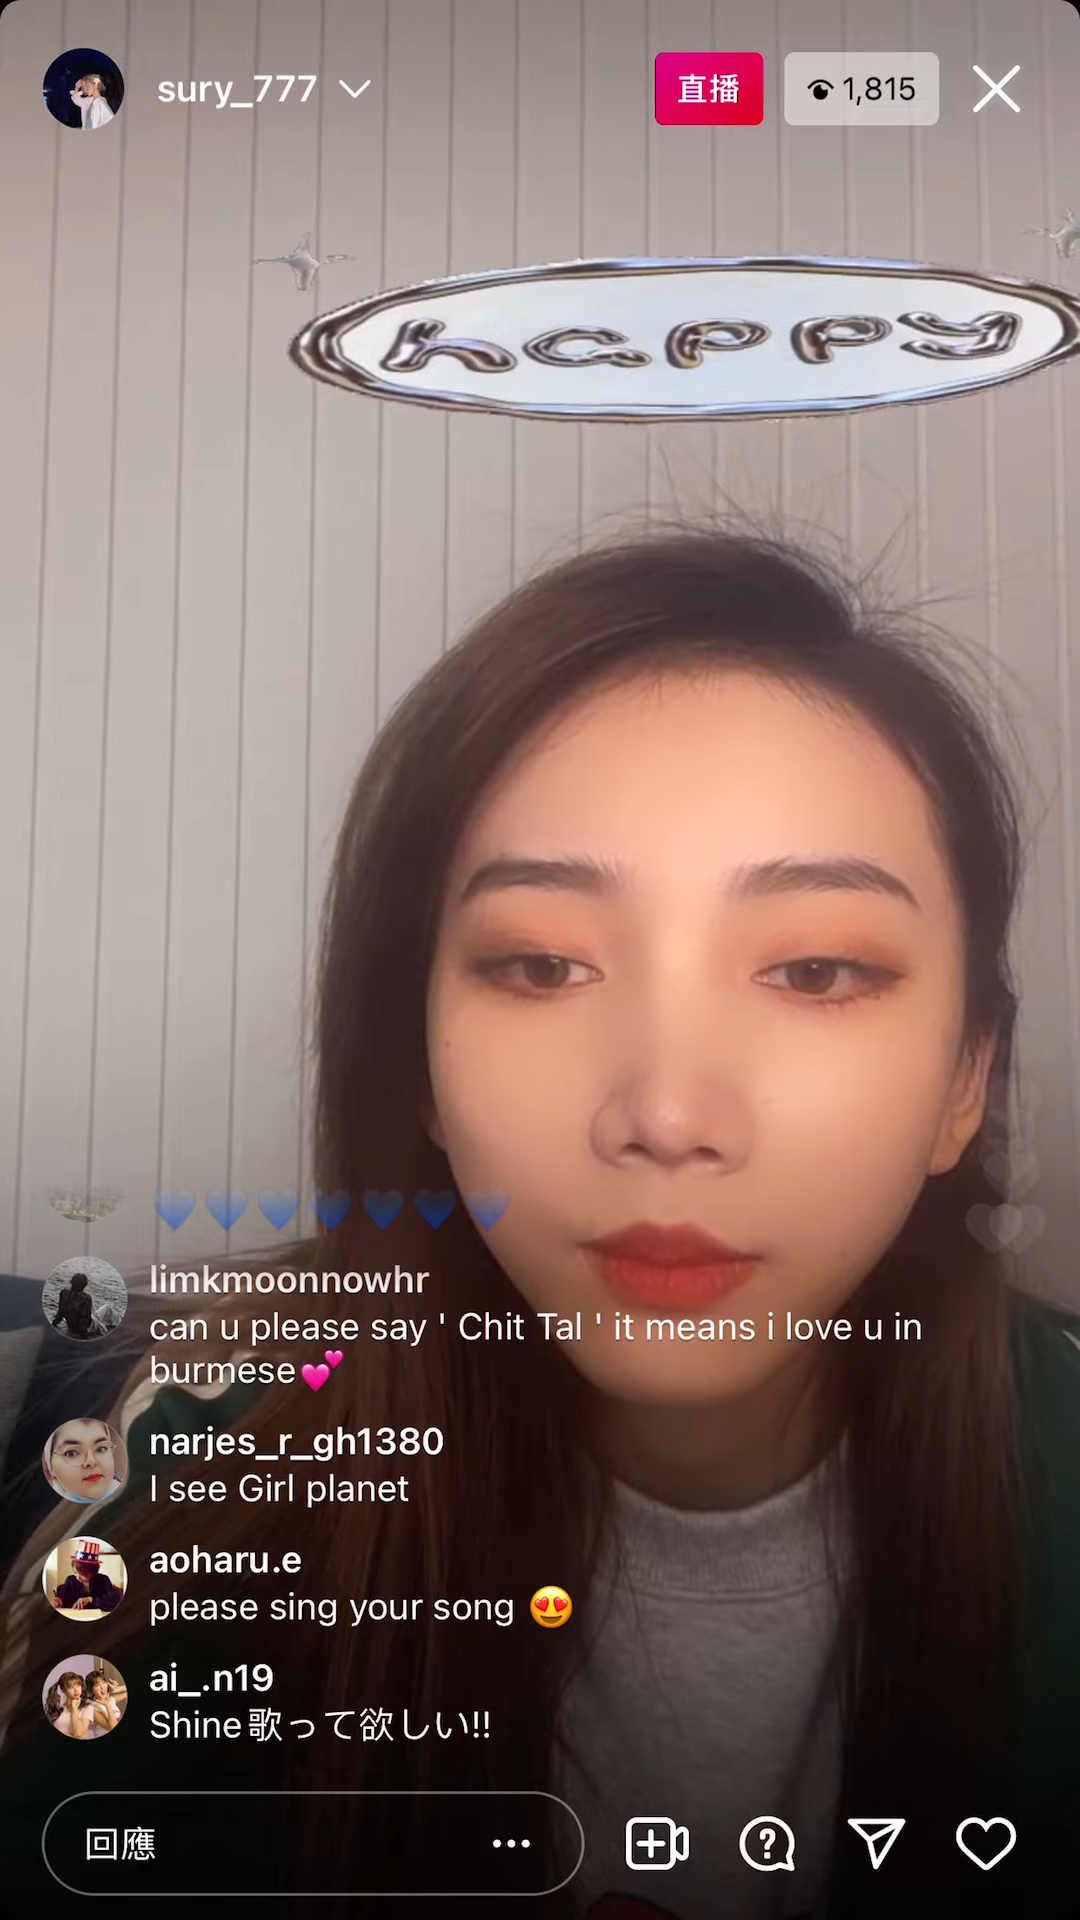 sury_777
直播
1,815
happy
💙💙💙💙💙💙💙
limkmoonnowhr
can u please say ' Chit Tal ' it means i love u in
burmese💕
narjes_r_gh1380
I see Girl planet
aoharu.e
please sing your song 😍
ai_.n19
Shine歌って欲しい!!
回應